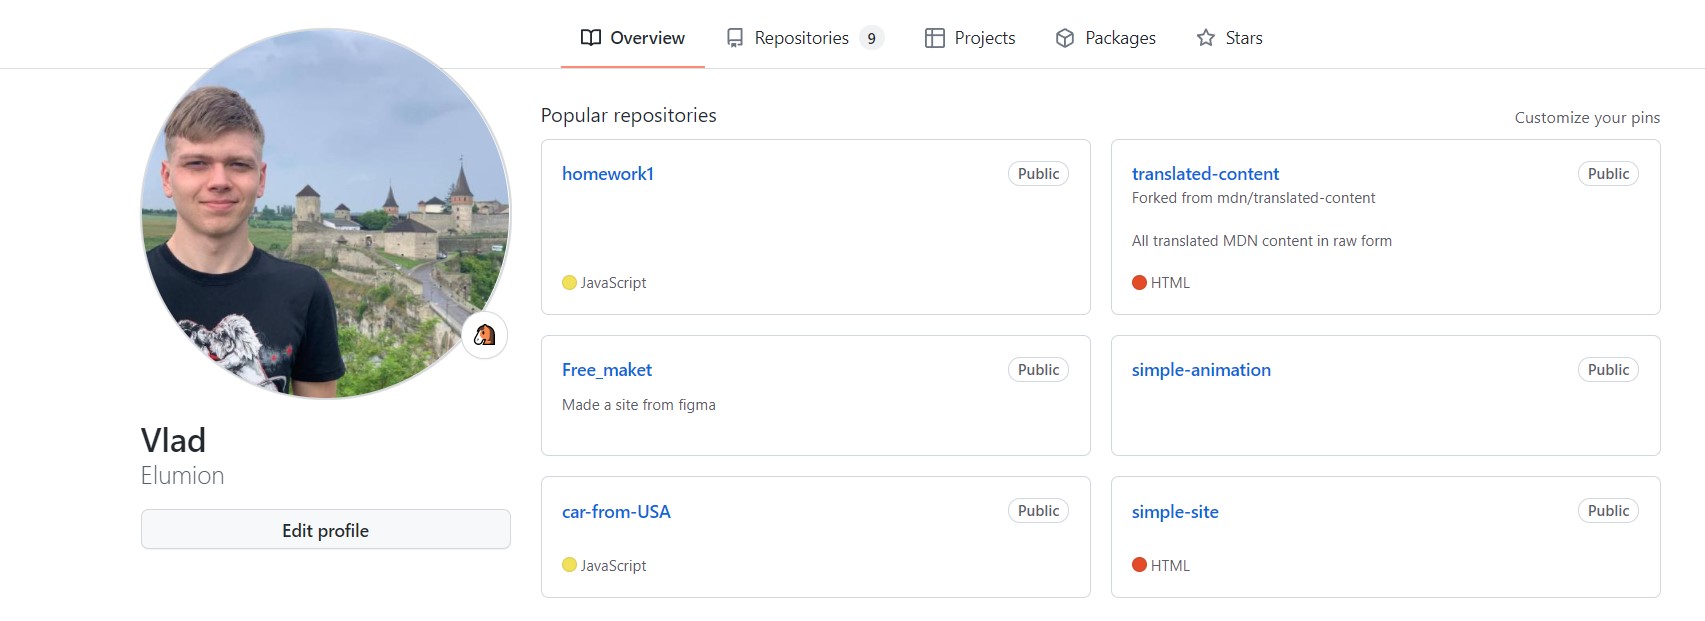 Overview
Repositories 9
Projects
Packages
Stars
Vlad
Elumion
Edit profile
Popular repositories
Customize your pins
homework1
Public
JavaScript
translated-content
Public
Forked from mdn/translated-content
All translated MDN content in raw form
HTML
Free_maket
Public
Made a site from figma
simple-animation
Public
car-from-USA
Public
JavaScript
simple-site
Public
HTML